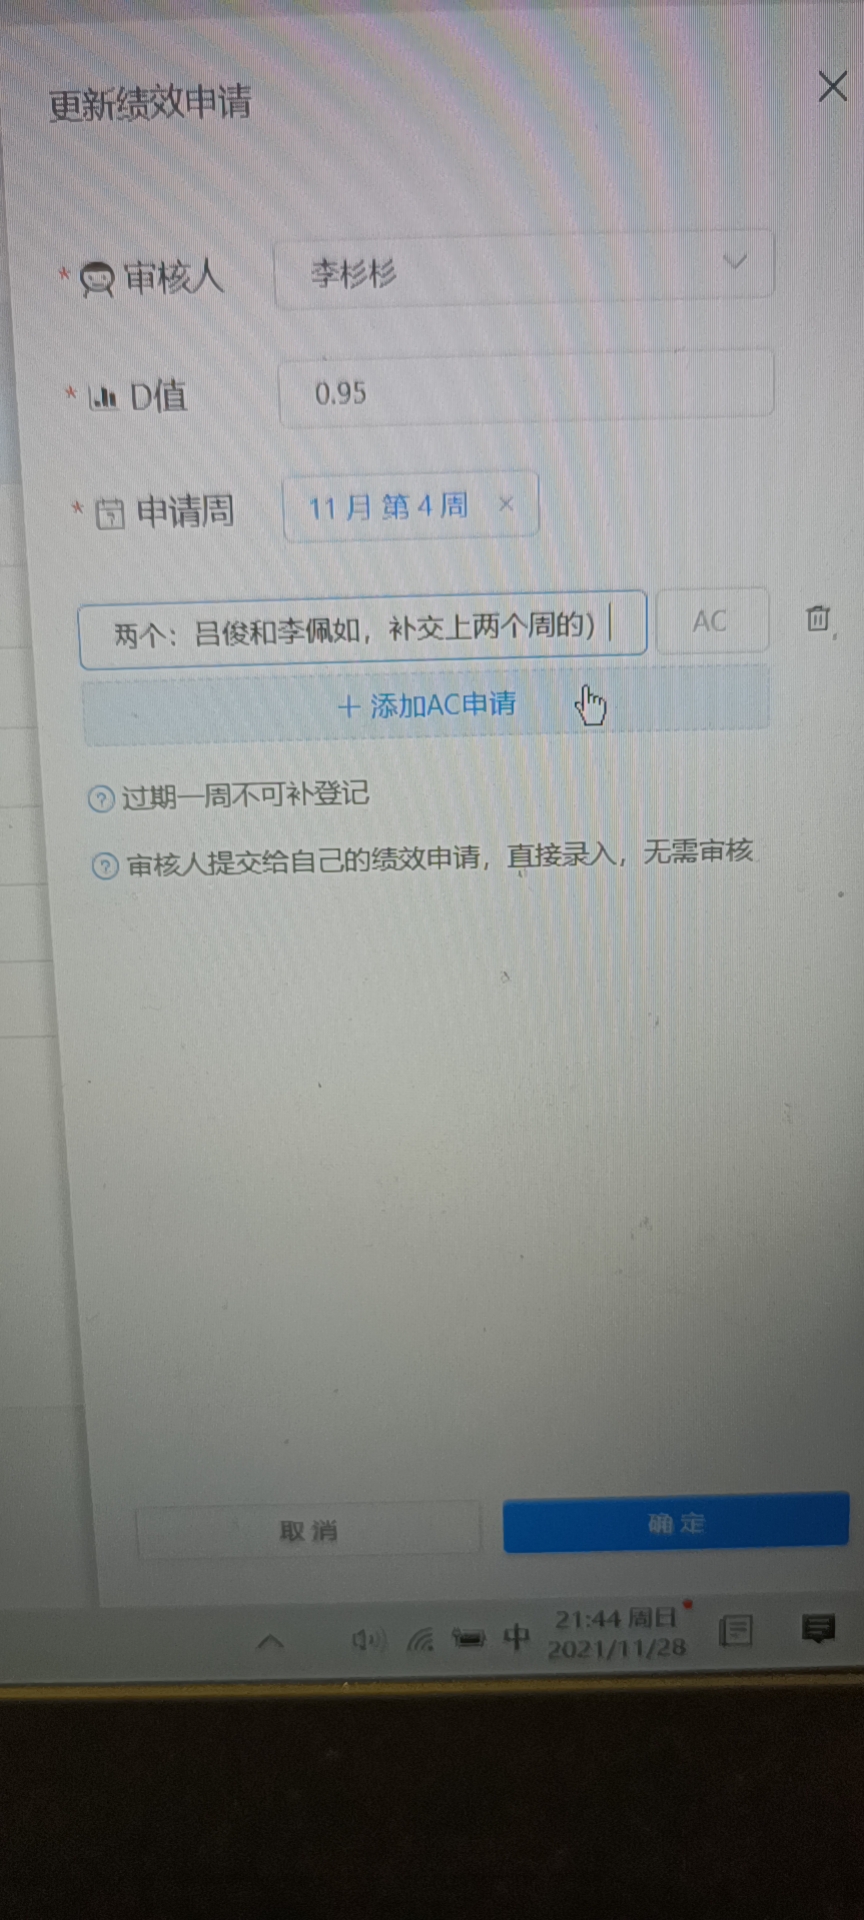 更新绩效申请
* 审核人 李杉杉
* D值 0.95
* 申请周 11 月 第 4 周 ×
两个：吕俊和李佩如，补交上两个周的） AC
+ 添加AC申请
? 过期一周不可补登记
? 审核人提交给自己的绩效申请，直接录入，无需审核
取 消 确 定
中 21:44 周日
2021/11/28